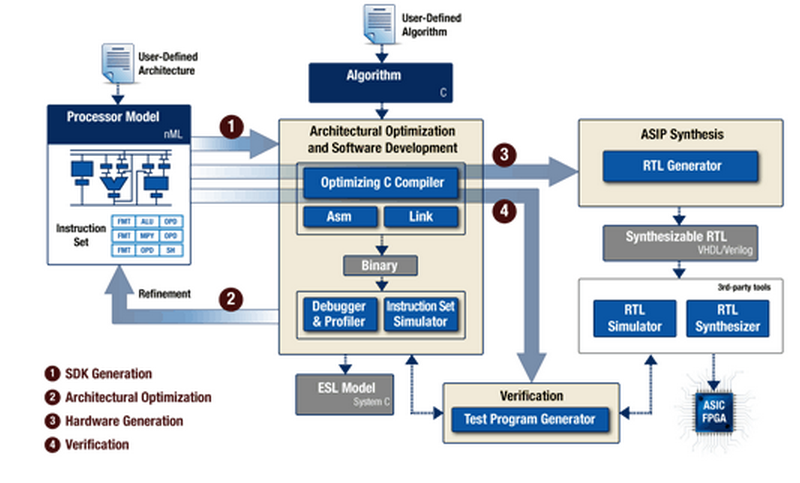 User-Defined
Algorithm
User-Defined
Architecture
Algorithm
C
Processor Model
nML
Instruction
Set
FMT ALU OPD
FMT MPY OPD
FMT OPD SH
1
Architectural Optimization
and Software Development
Optimizing C Compiler
Asm
Link
Binary
Debugger
& Profiler
Instruction Set
Simulator
Refinement
2
3
4
ASIP Synthesis
RTL Generator
Synthesizable RTL
VHDL/Verilog
3rd-party tools
RTL
Simulator
RTL
Synthesizer
ESL Model
System C
Verification
Test Program Generator
ASIC
FPGA
1 SDK Generation
2 Architectural Optimization
3 Hardware Generation
4 Verification